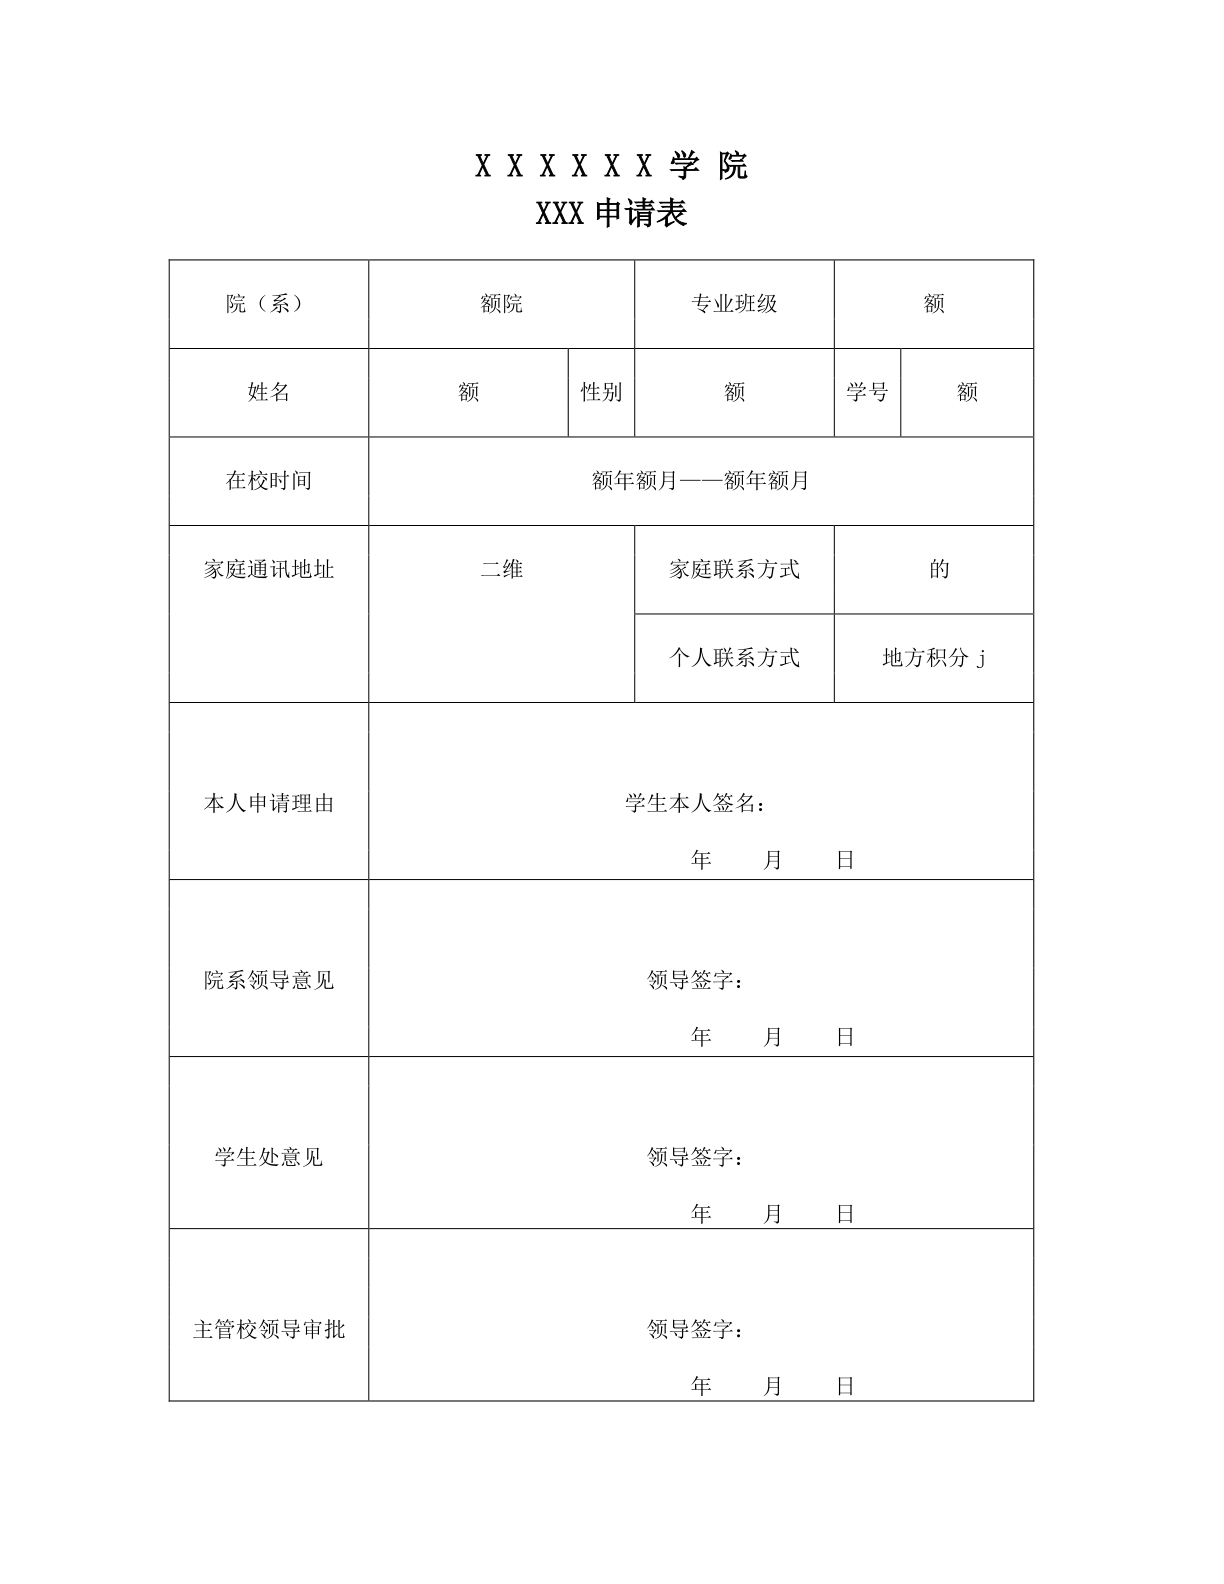 X X X X X X 学 院
XXX 申请表
院（系） 额院 专业班级 额
姓名 额 性别 额 学号 额
在校时间 额年额月——额年额月
家庭通讯地址 二维 家庭联系方式 的
个人联系方式 地方积分 j
本人申请理由 学生本人签名：
年 月 日
院系领导意见 领导签字：
年 月 日
学生处意见 领导签字：
年 月 日
主管校领导审批 领导签字：
年 月 日